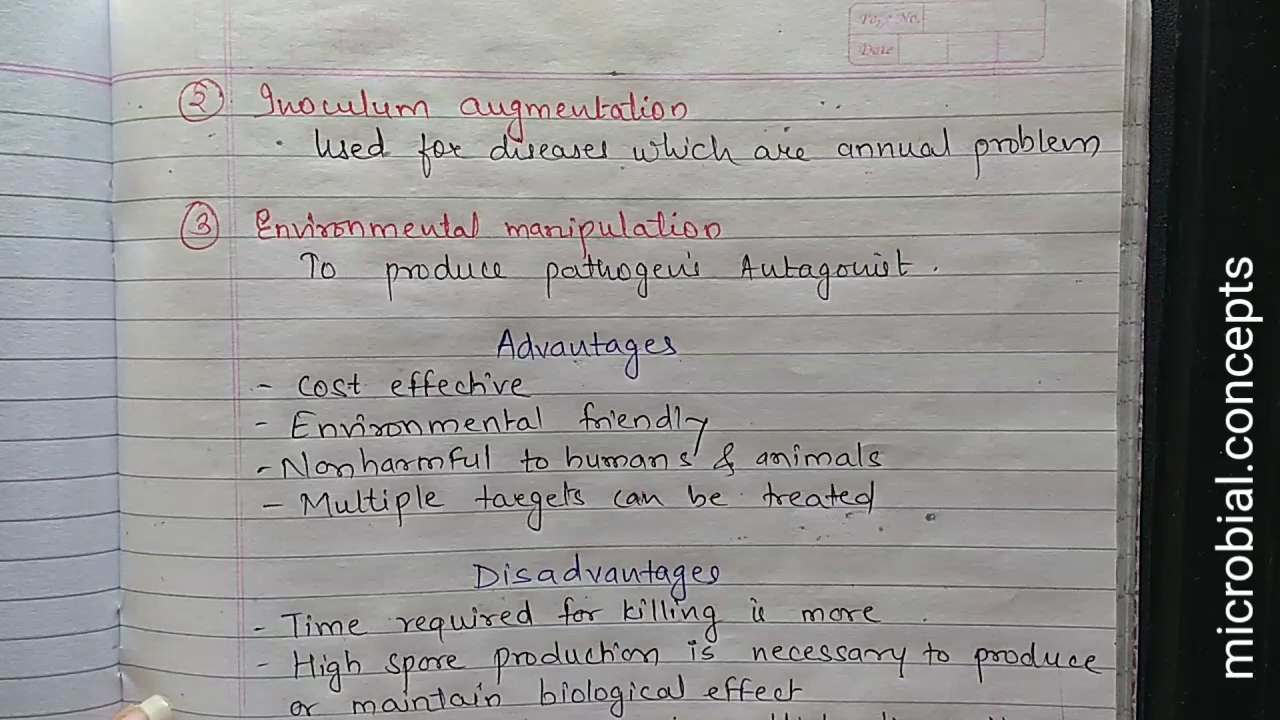 Page No.
Date
② Inoculum augmentation
· Used for diseases which are annual problem
③ Environmental manipulation
To produce pathogen's Antagonist.
Advantages
- Cost effective
- Environmental friendly
- Nonharmful to humans & animals
- Multiple targets can be treated
Disadvantages
- Time required for killing is more.
- High spore production is necessary to produce
or maintain biological effect
microbial.concepts